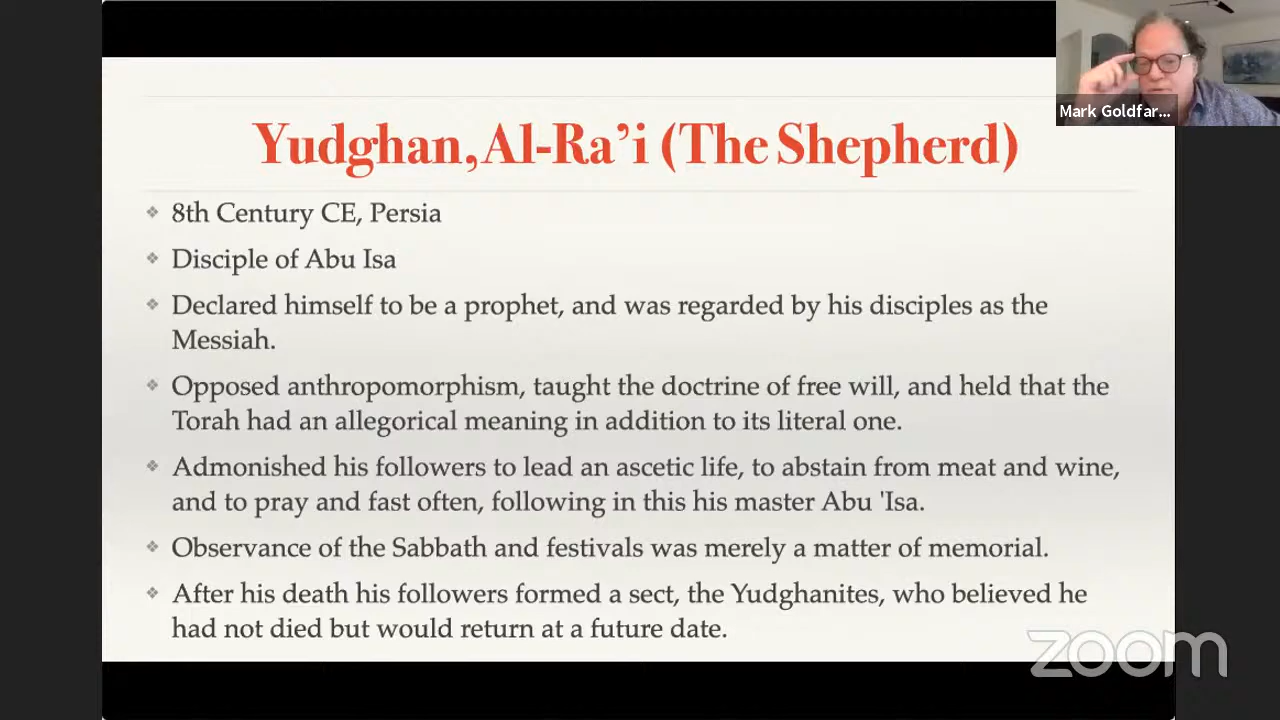 Mark Goldfar...
Yudghan, Al-Ra’i (The Shepherd)
8th Century CE, Persia
Disciple of Abu Isa
Declared himself to be a prophet, and was regarded by his disciples as the
Messiah.
Opposed anthropomorphism, taught the doctrine of free will, and held that the
Torah had an allegorical meaning in addition to its literal one.
Admonished his followers to lead an ascetic life, to abstain from meat and wine,
and to pray and fast often, following in this his master Abu 'Isa.
Observance of the Sabbath and festivals was merely a matter of memorial.
After his death his followers formed a sect, the Yudghanites, who believed he
had not died but would return at a future date.
zoom